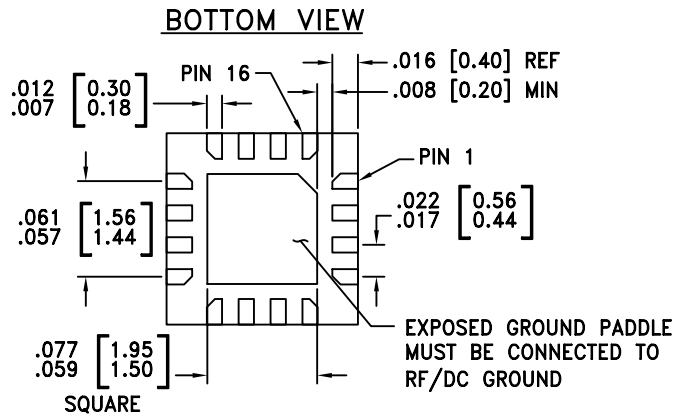 BOTTOM VIEW
.016 [0.40] REF
.008 [0.20] MIN
.012 [0.30]
.007 [0.18]
PIN 16
PIN 1
.022 [0.56]
.017 [0.44]
.061 [1.56]
.057 [1.44]
.077 [1.95]
.059 [1.50]
SQUARE
EXPOSED GROUND PADDLE
MUST BE CONNECTED TO
RF/DC GROUND